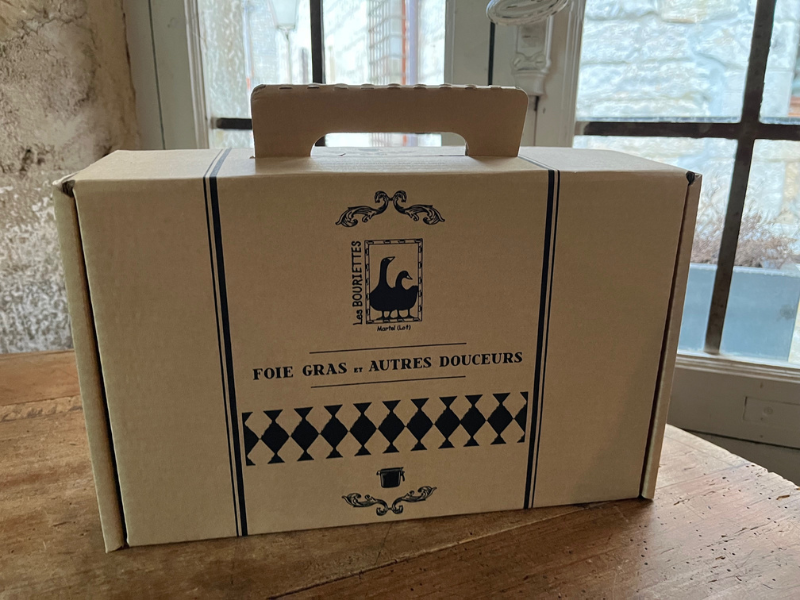 Les BOURIETTES
Martel (Lot)
FOIE GRAS ET AUTRES DOUCEURS